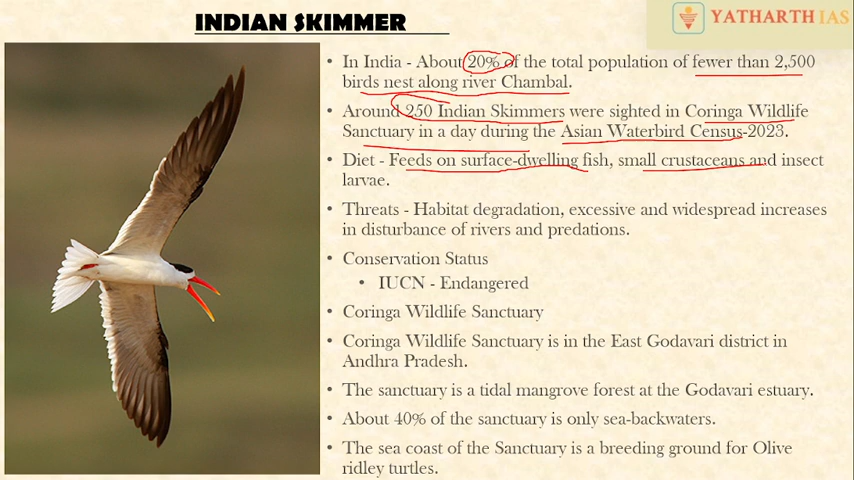 INDIAN SKIMMER
YATHARTH IAS
• In India - About 20% of the total population of fewer than 2,500
birds nest along river Chambal.
• Around 250 Indian Skimmers were sighted in Coringa Wildlife
Sanctuary in a day during the Asian Waterbird Census-2023.
• Diet - Feeds on surface-dwelling fish, small crustaceans and insect
larvae.
• Threats - Habitat degradation, excessive and widespread increases
in disturbance of rivers and predations.
• Conservation Status
• IUCN - Endangered
• Coringa Wildlife Sanctuary
• Coringa Wildlife Sanctuary is in the East Godavari district in
Andhra Pradesh.
• The sanctuary is a tidal mangrove forest at the Godavari estuary.
• About 40% of the sanctuary is only sea-backwaters.
• The sea coast of the Sanctuary is a breeding ground for Olive
ridley turtles.